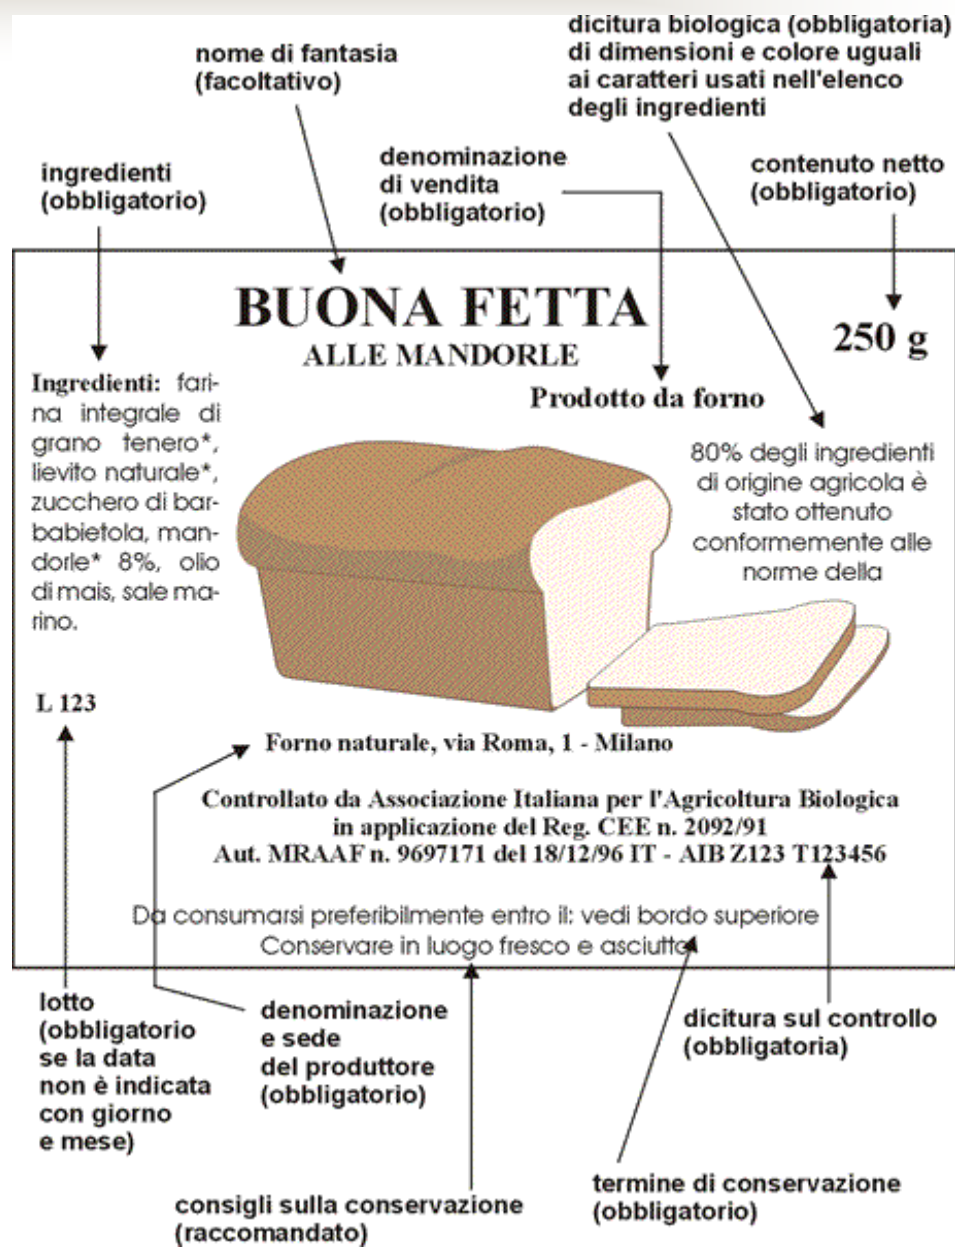 dicitura biologica (obbligatoria)
di dimensioni e colore uguali
ai caratteri usati nell'elenco
degli ingredienti
nome di fantasia
(facoltativo)
denominazione
di vendita
(obbligatorio)
contenuto netto
(obbligatorio)
ingredienti
(obbligatorio)
BUONA FETTA
ALLE MANDORLE
250 g
Prodotto da forno
Ingredienti: fari-
na integrale di
grano tenero*,
lievito naturale*,
zucchero di bar-
babietola, man-
dorle* 8%, olio
di mais, sale ma-
rino.
80% degli ingredienti
di origine agricola è
stato ottenuto
conformemente alle
norme della
L 123
Forno naturale, via Roma, 1 - Milano
Controllato da Associazione Italiana per l'Agricoltura Biologica
in applicazione del Reg. CEE n. 2092/91
Aut. MRAAF n. 9697171 del 18/12/96 IT - AIB Z123 T123456
Da consumarsi preferibilmente entro il: vedi bordo superiore
Conservare in luogo fresco e asciutto
lotto
(obbligatorio
se la data
non è indicata
con giorno
e mese)
denominazione
e sede
del produttore
(obbligatorio)
dicitura sul controllo
(obbligatoria)
consigli sulla conservazione
(raccomandato)
termine di conservazione
(obbligatorio)